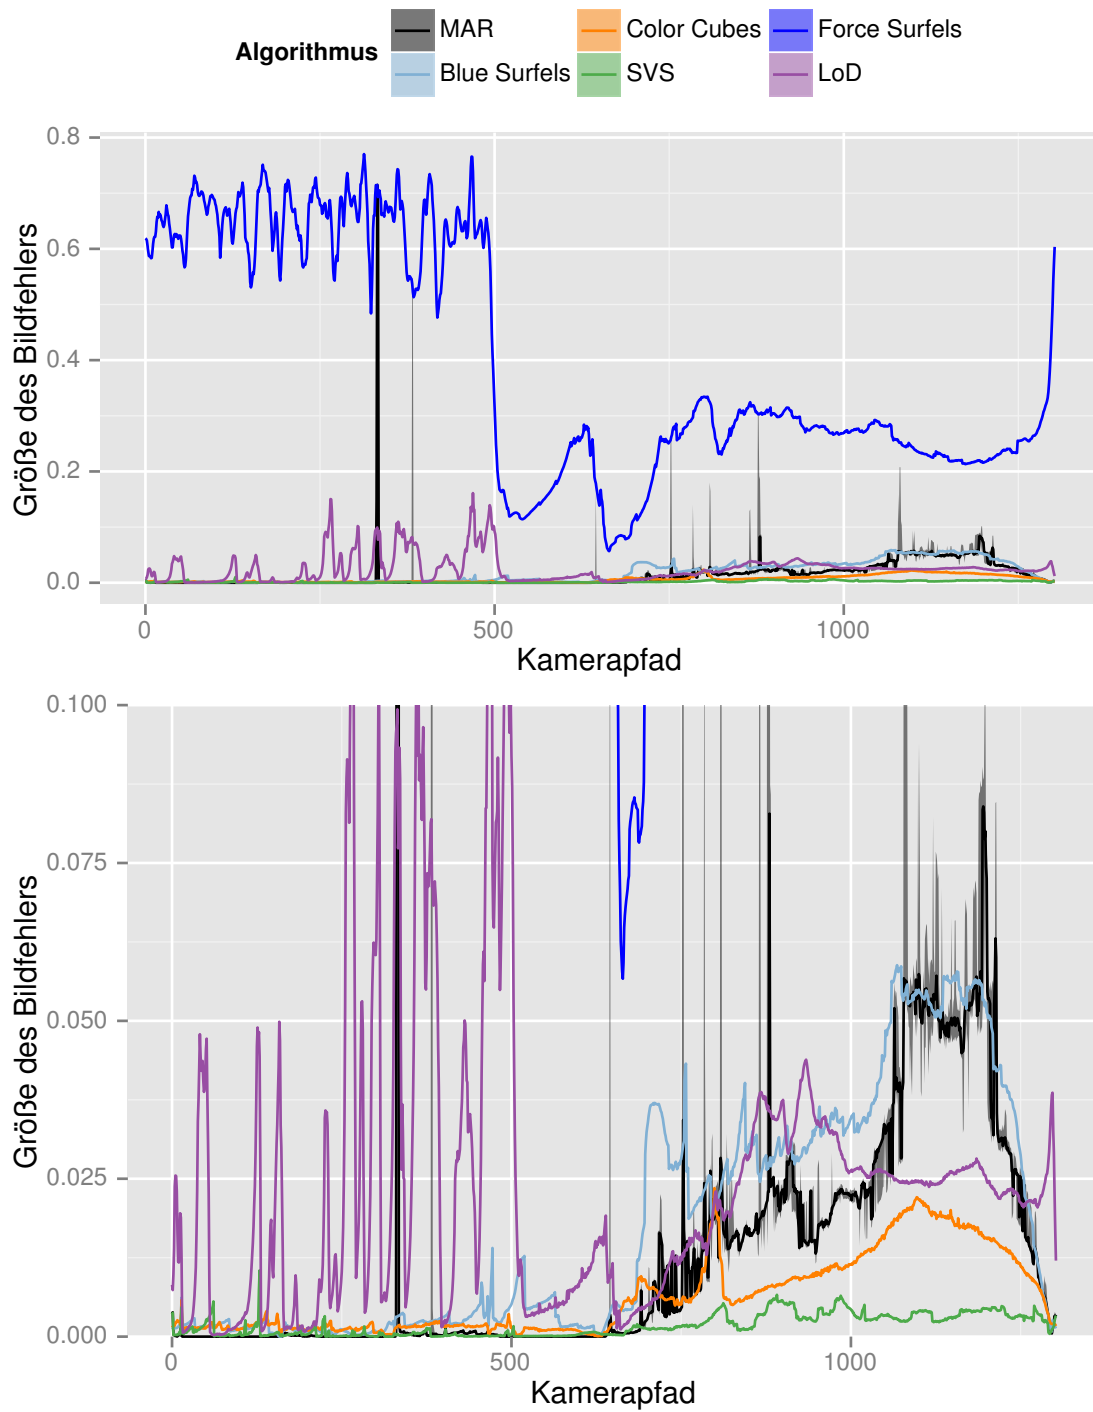 Algorithmus
MAR
Color Cubes
Force Surfels
Blue Surfels
SVS
LoD
0.8
0.6
0.4
0.2
0.0
Größe des Bildfehlers
0
500
1000
Kamerapfad
0.100
0.075
0.050
0.025
0.000
Größe des Bildfehlers
0
500
1000
Kamerapfad